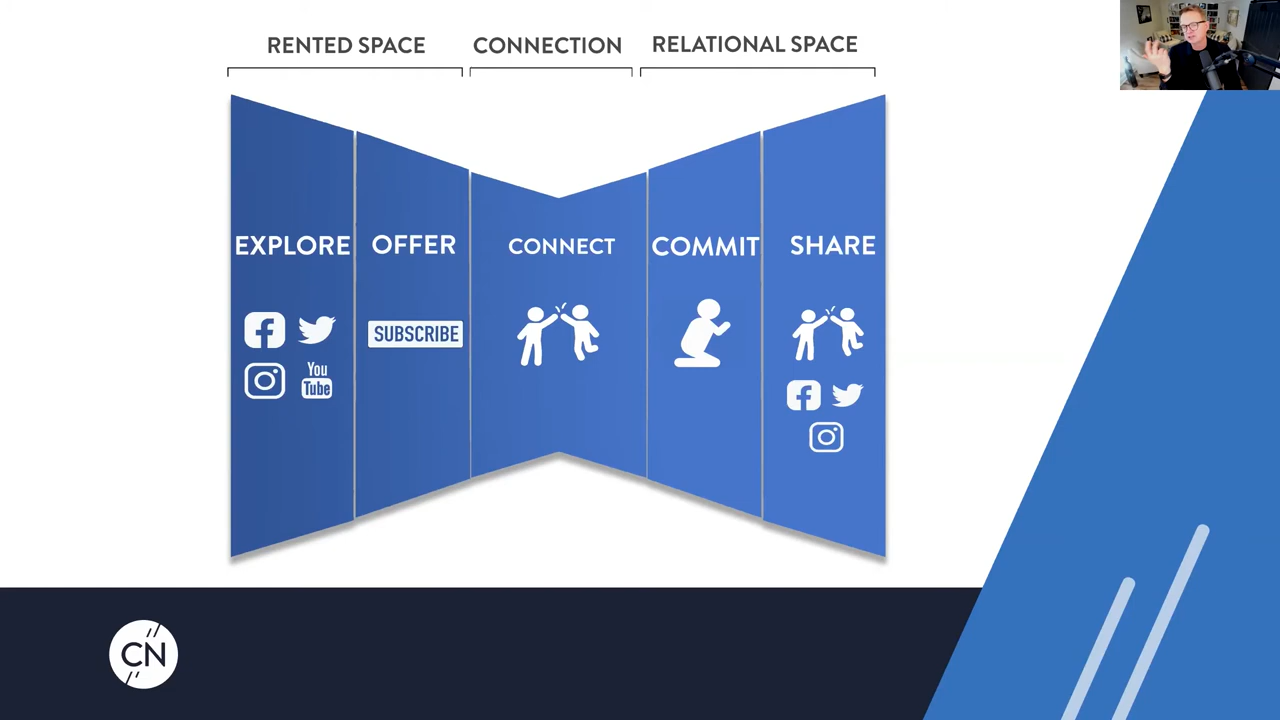 RENTED SPACE
CONNECTION
RELATIONAL SPACE
EXPLORE
OFFER
CONNECT
COMMIT
SHARE
SUBSCRIBE
You
Tube
CN